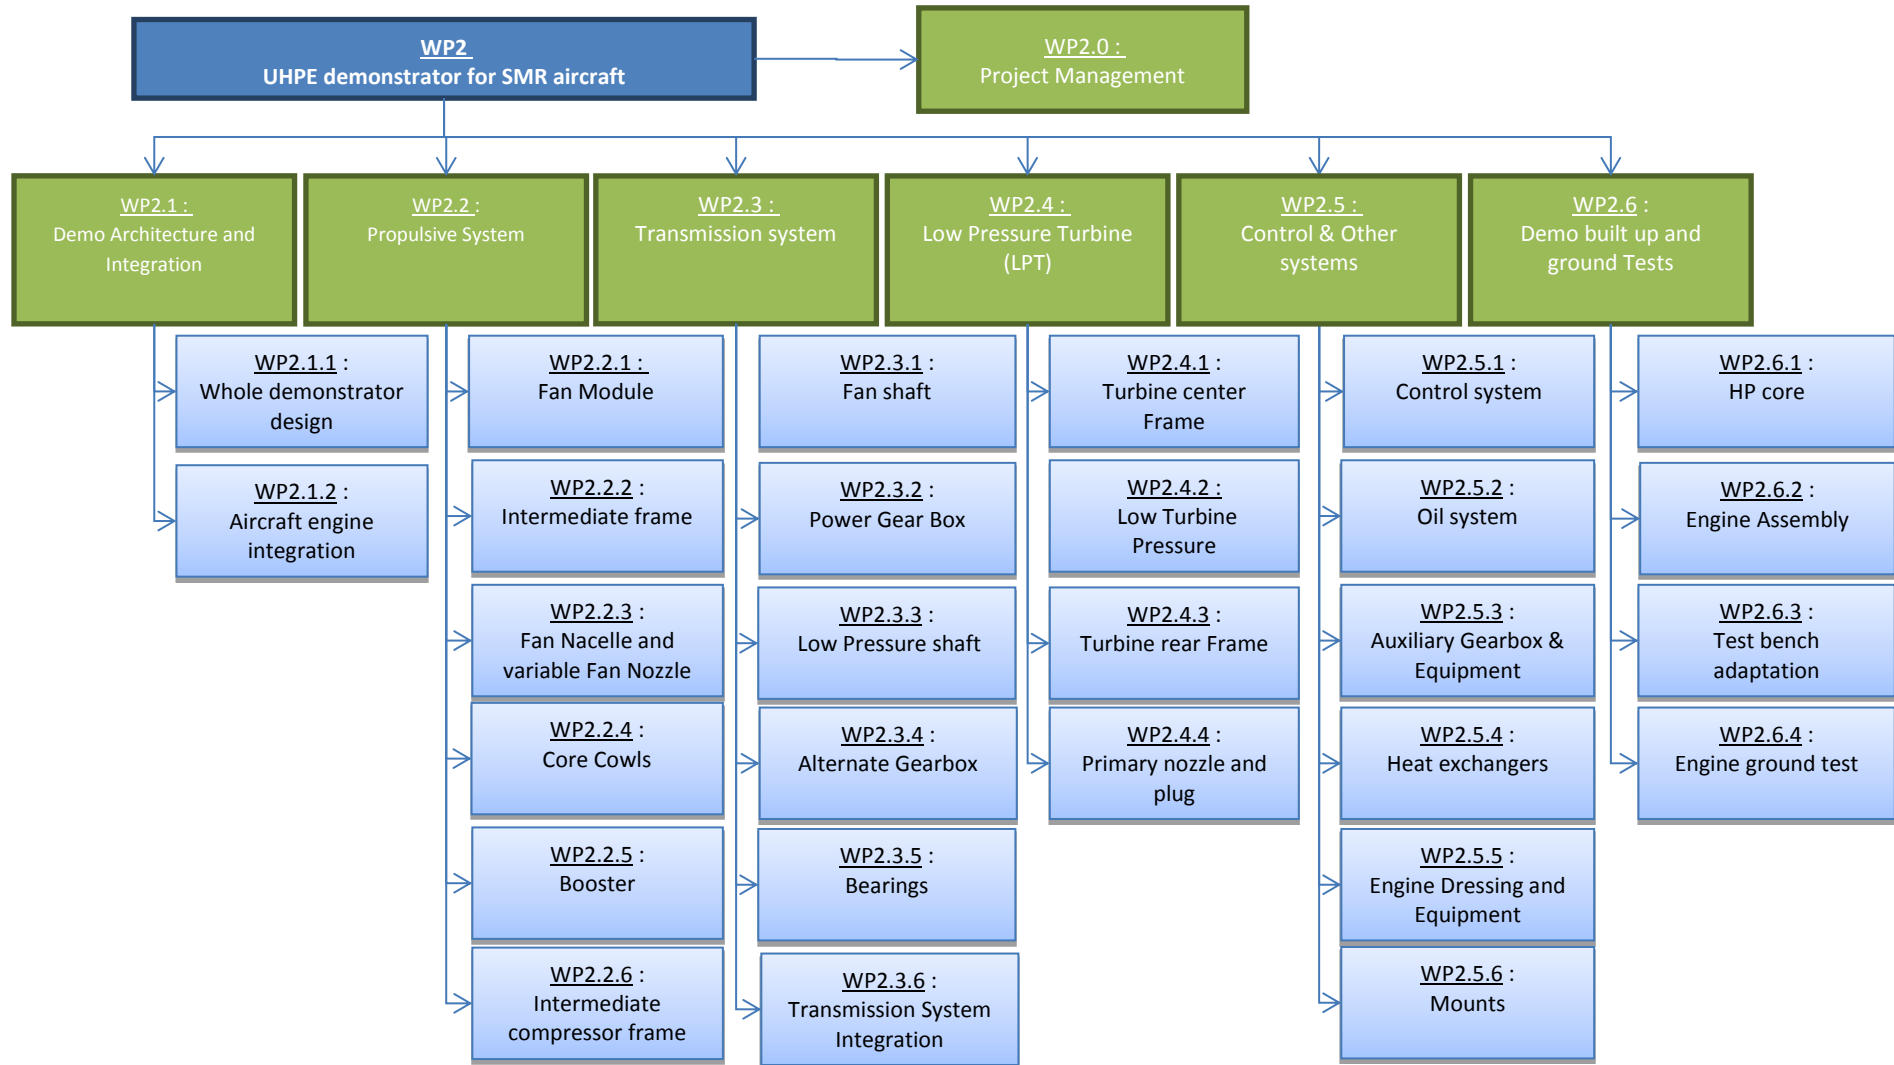 WP2
UHPE demonstrator for SMR aircraft
WP2.0 :
Project Management
WP2.1 :
Demo Architecture and
Integration
WP2.2 :
Propulsive System
WP2.3 :
Transmission system
WP2.4 :
Low Pressure Turbine
(LPT)
WP2.5 :
Control & Other
systems
WP2.6 :
Demo built up and
ground Tests
WP2.1.1 :
Whole demonstrator
design
WP2.1.2 :
Aircraft engine
integration
WP2.2.1 :
Fan Module
WP2.2.2 :
Intermediate frame
WP2.2.3 :
Fan Nacelle and
variable Fan Nozzle
WP2.2.4 :
Core Cowls
WP2.2.5 :
Booster
WP2.2.6 :
Intermediate
compressor frame
WP2.3.1 :
Fan shaft
WP2.3.2 :
Power Gear Box
WP2.3.3 :
Low Pressure shaft
WP2.3.4 :
Alternate Gearbox
WP2.3.5 :
Bearings
WP2.3.6 :
Transmission System
Integration
WP2.4.1 :
Turbine center
Frame
WP2.4.2 :
Low Turbine
Pressure
WP2.4.3 :
Turbine rear Frame
WP2.4.4 :
Primary nozzle and
plug
WP2.5.1 :
Control system
WP2.5.2 :
Oil system
WP2.5.3 :
Auxiliary Gearbox &
Equipment
WP2.5.4 :
Heat exchangers
WP2.5.5 :
Engine Dressing and
Equipment
WP2.5.6 :
Mounts
WP2.6.1 :
HP core
WP2.6.2 :
Engine Assembly
WP2.6.3 :
Test bench
adaptation
WP2.6.4 :
Engine ground test